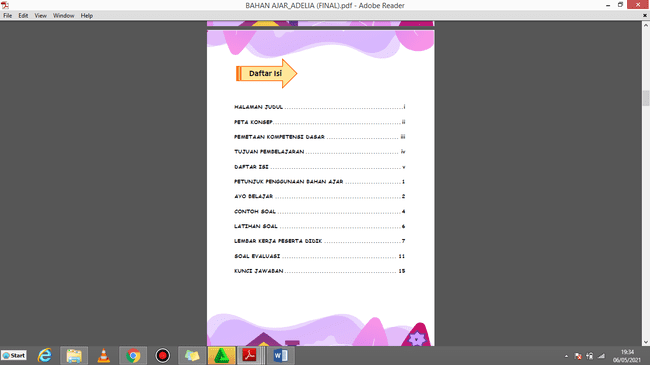 BAHAN AJAR_ADELIA (FINAL).pdf - Adobe Reader
File Edit View Window Help
Daftar Isi
HALAMAN JUDUL ................................................ i
PETA KONSEP .................................................... ii
PEMETAAN KOMPETENSI DASAR .............................. iii
TUJUAN PEMBELAJARAN ...................................... iv
DAFTAR ISI ...................................................... v
PETUNJUK PENGGUNAAN BAHAN AJAR ...................... 1
AYO BELAJAR .................................................... 2
CONTOH SOAL .................................................... 4
LATIHAN SOAL .................................................. 6
LEMBAR KERJA PESERTA DIDIK .............................. 7
SOAL EVALUASI ................................................ 11
KUNCI JAWABAN ................................................ 15
Start
19:34
06/05/2021